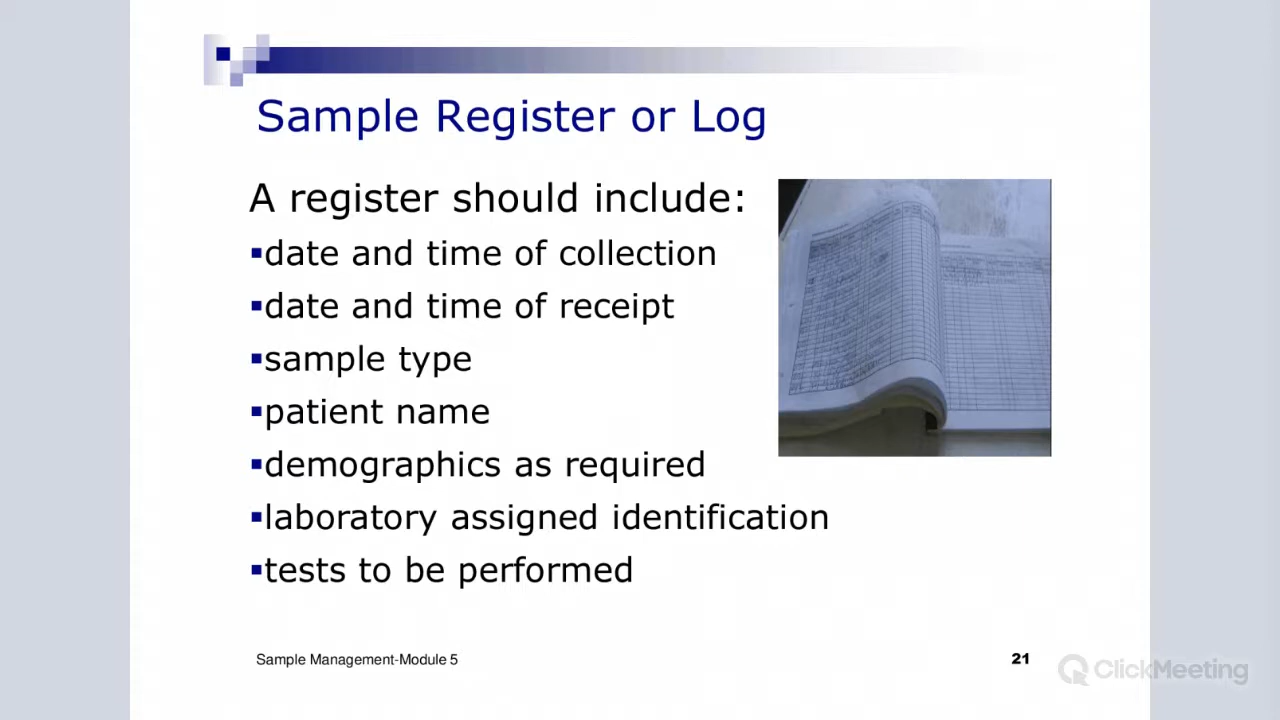 Sample Register or Log
A register should include:
▪date and time of collection
▪date and time of receipt
▪sample type
▪patient name
▪demographics as required
▪laboratory assigned identification
▪tests to be performed
Sample Management-Module 5
21
ClickMeeting